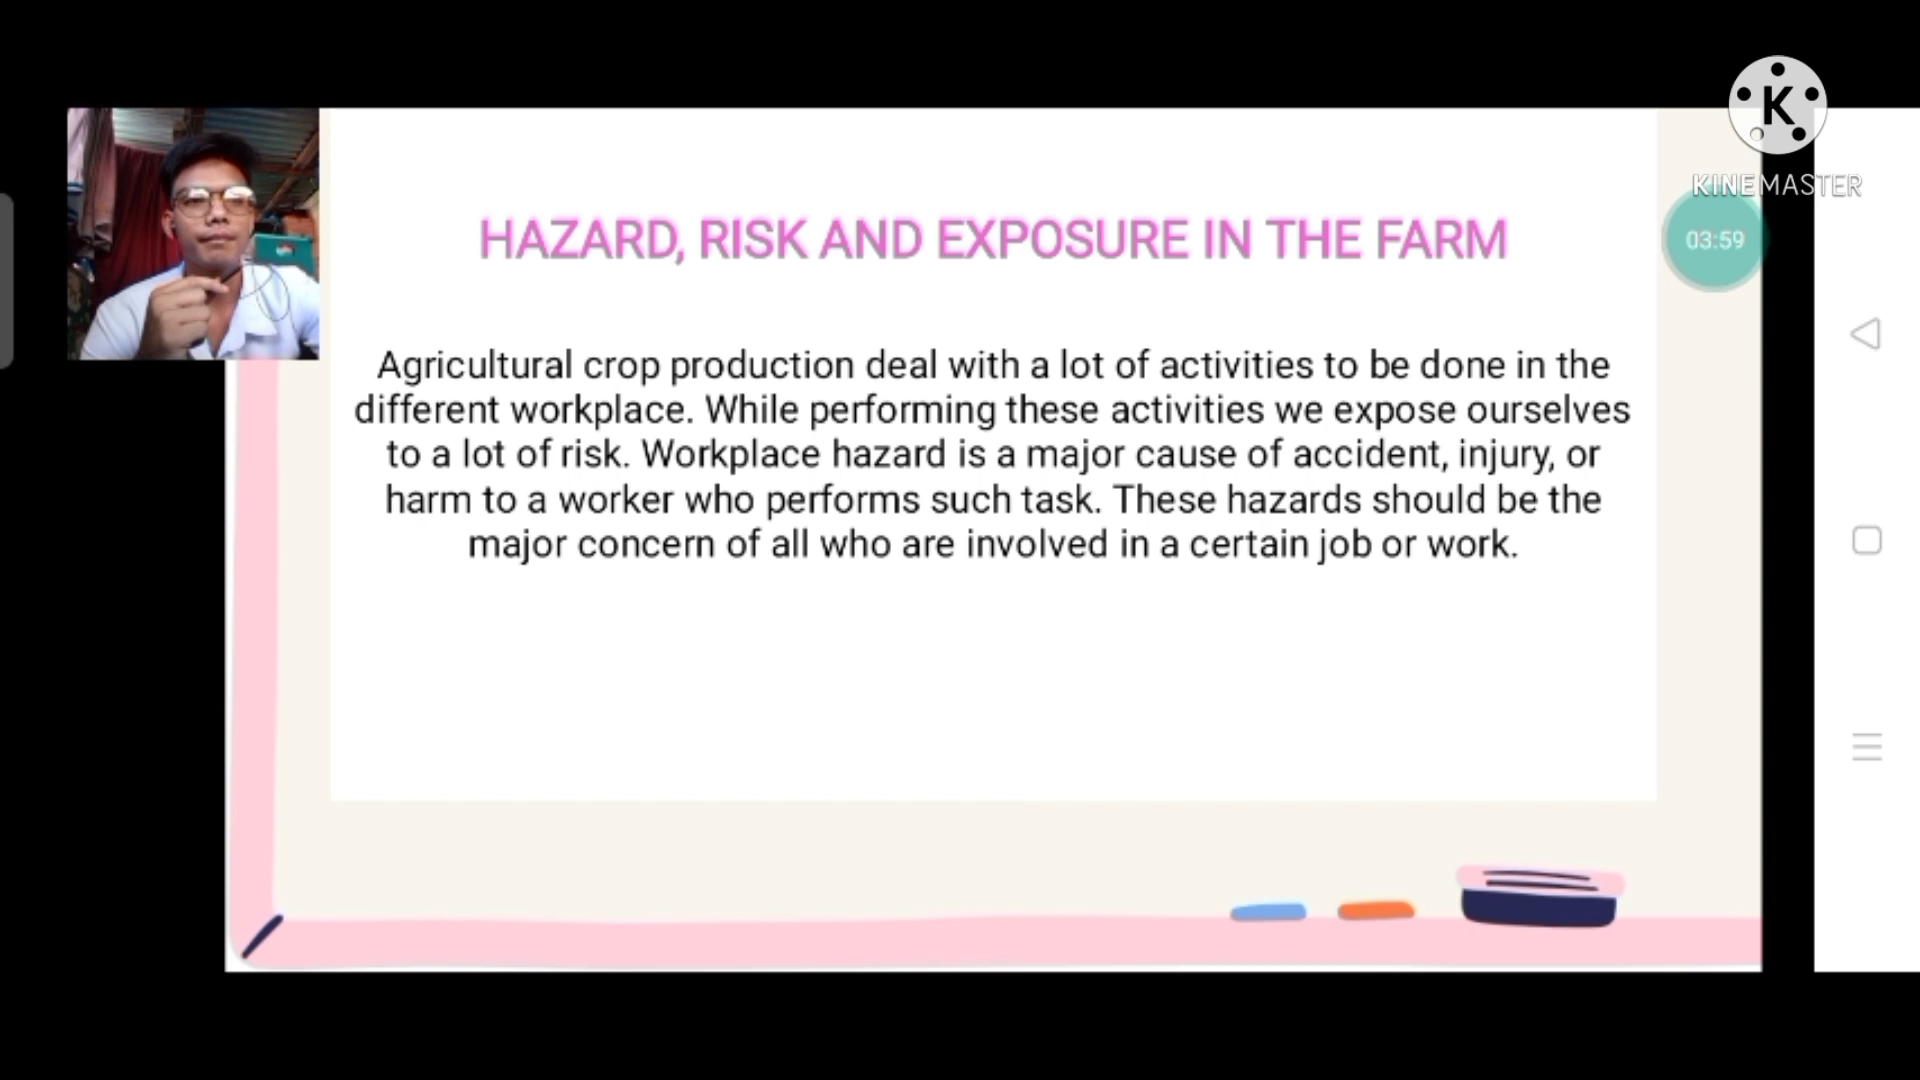 K
KINEMASTER
03:59
HAZARD, RISK AND EXPOSURE IN THE FARM
Agricultural crop production deal with a lot of activities to be done in the
different workplace. While performing these activities we expose ourselves
to a lot of risk. Workplace hazard is a major cause of accident, injury, or
harm to a worker who performs such task. These hazards should be the
major concern of all who are involved in a certain job or work.